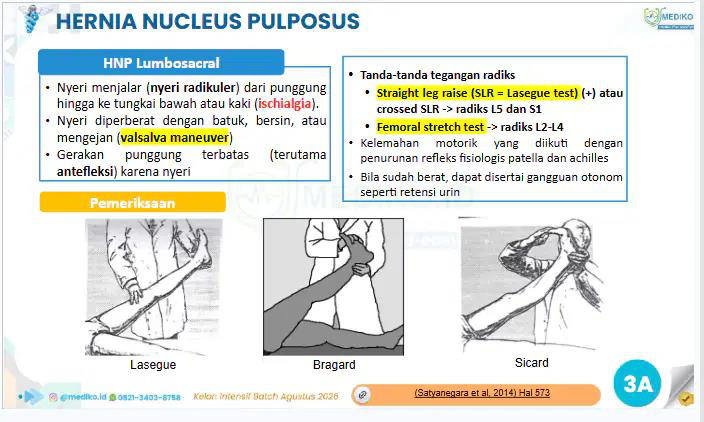 HERNIA NUCLEUS PULPOSUS
MEDIKO
HNP Lumbosacral
• Nyeri menjalar (nyeri radikuler) dari punggung
hingga ke tungkai bawah atau kaki (ischialgia).
• Nyeri diperberat dengan batuk, bersin, atau
mengejan (valsalva maneuver)
• Gerakan punggung terbatas (terutama
antefleksi) karena nyeri
• Tanda-tanda tegangan radiks
• Straight leg raise (SLR = Lasegue test) (+) atau
crossed SLR -> radiks L5 dan S1
• Femoral stretch test -> radiks L2-L4
• Kelemahan motorik yang diikuti dengan
penurunan refleks fisiologis patella dan achilles
• Bila sudah berat, dapat disertai gangguan otonom
seperti retensi urin
Pemeriksaan
Lasegue
Bragard
Sicard
@mediko.id 0821-3403-8758 Kelar: Intensif Batch Agustus 2026
(Satyanegara et al, 2014) Hal 573
3A